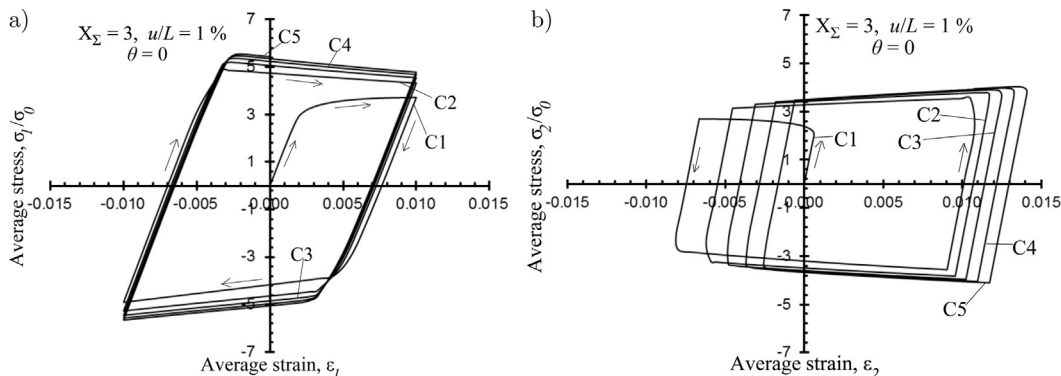 a)
X_Σ = 3, u/L = 1 %
θ = 0
Average stress, σ_1/σ_0
7
5
3
1
-1
-3
-5
-7
-0.015
-0.010
-0.005
0.000
0.005
0.010
0.015
C5
C4
C2
C1
C3
Average strain, ε_1
b)
X_Σ = 3, u/L = 1 %
θ = 0
Average stress, σ_2/σ_0
7
5
3
1
-1
-3
-5
-7
-0.015
-0.010
-0.005
0.000
0.005
0.010
0.015
C1
C2
C3
C4
C5
Average strain, ε_2